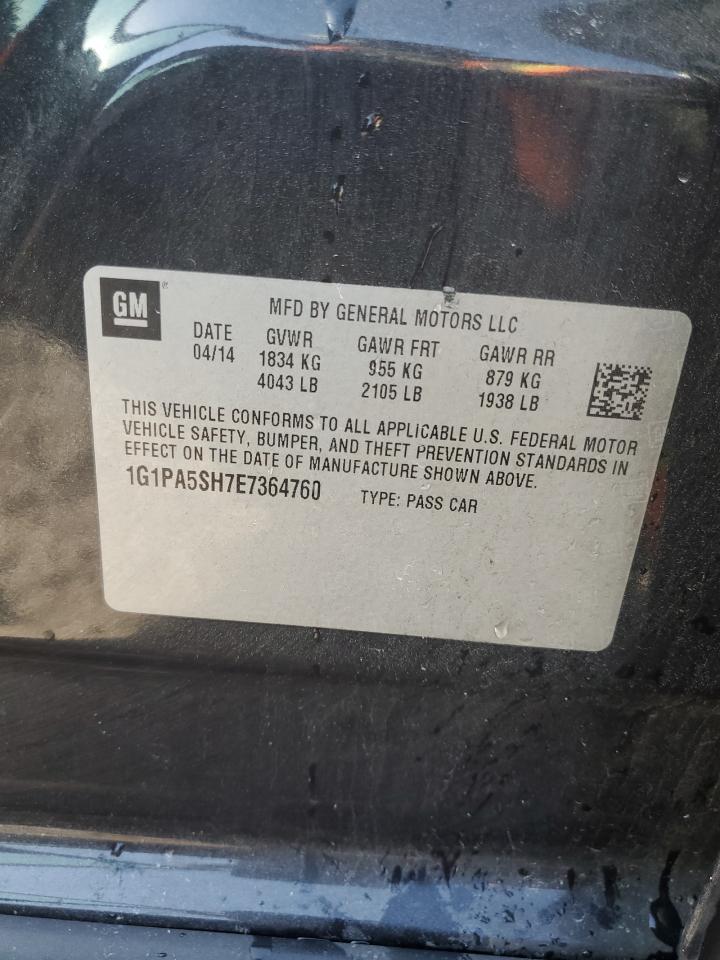 GM
MFD BY GENERAL MOTORS LLC
DATE GVWR GAWR FRT GAWR RR
04/14 1834 KG 955 KG 879 KG
4043 LB 2105 LB 1938 LB
THIS VEHICLE CONFORMS TO ALL APPLICABLE U.S. FEDERAL MOTOR
VEHICLE SAFETY, BUMPER, AND THEFT PREVENTION STANDARDS IN
EFFECT ON THE DATE OF MANUFACTURE SHOWN ABOVE.
1G1PA5SH7E7364760 TYPE: PASS CAR